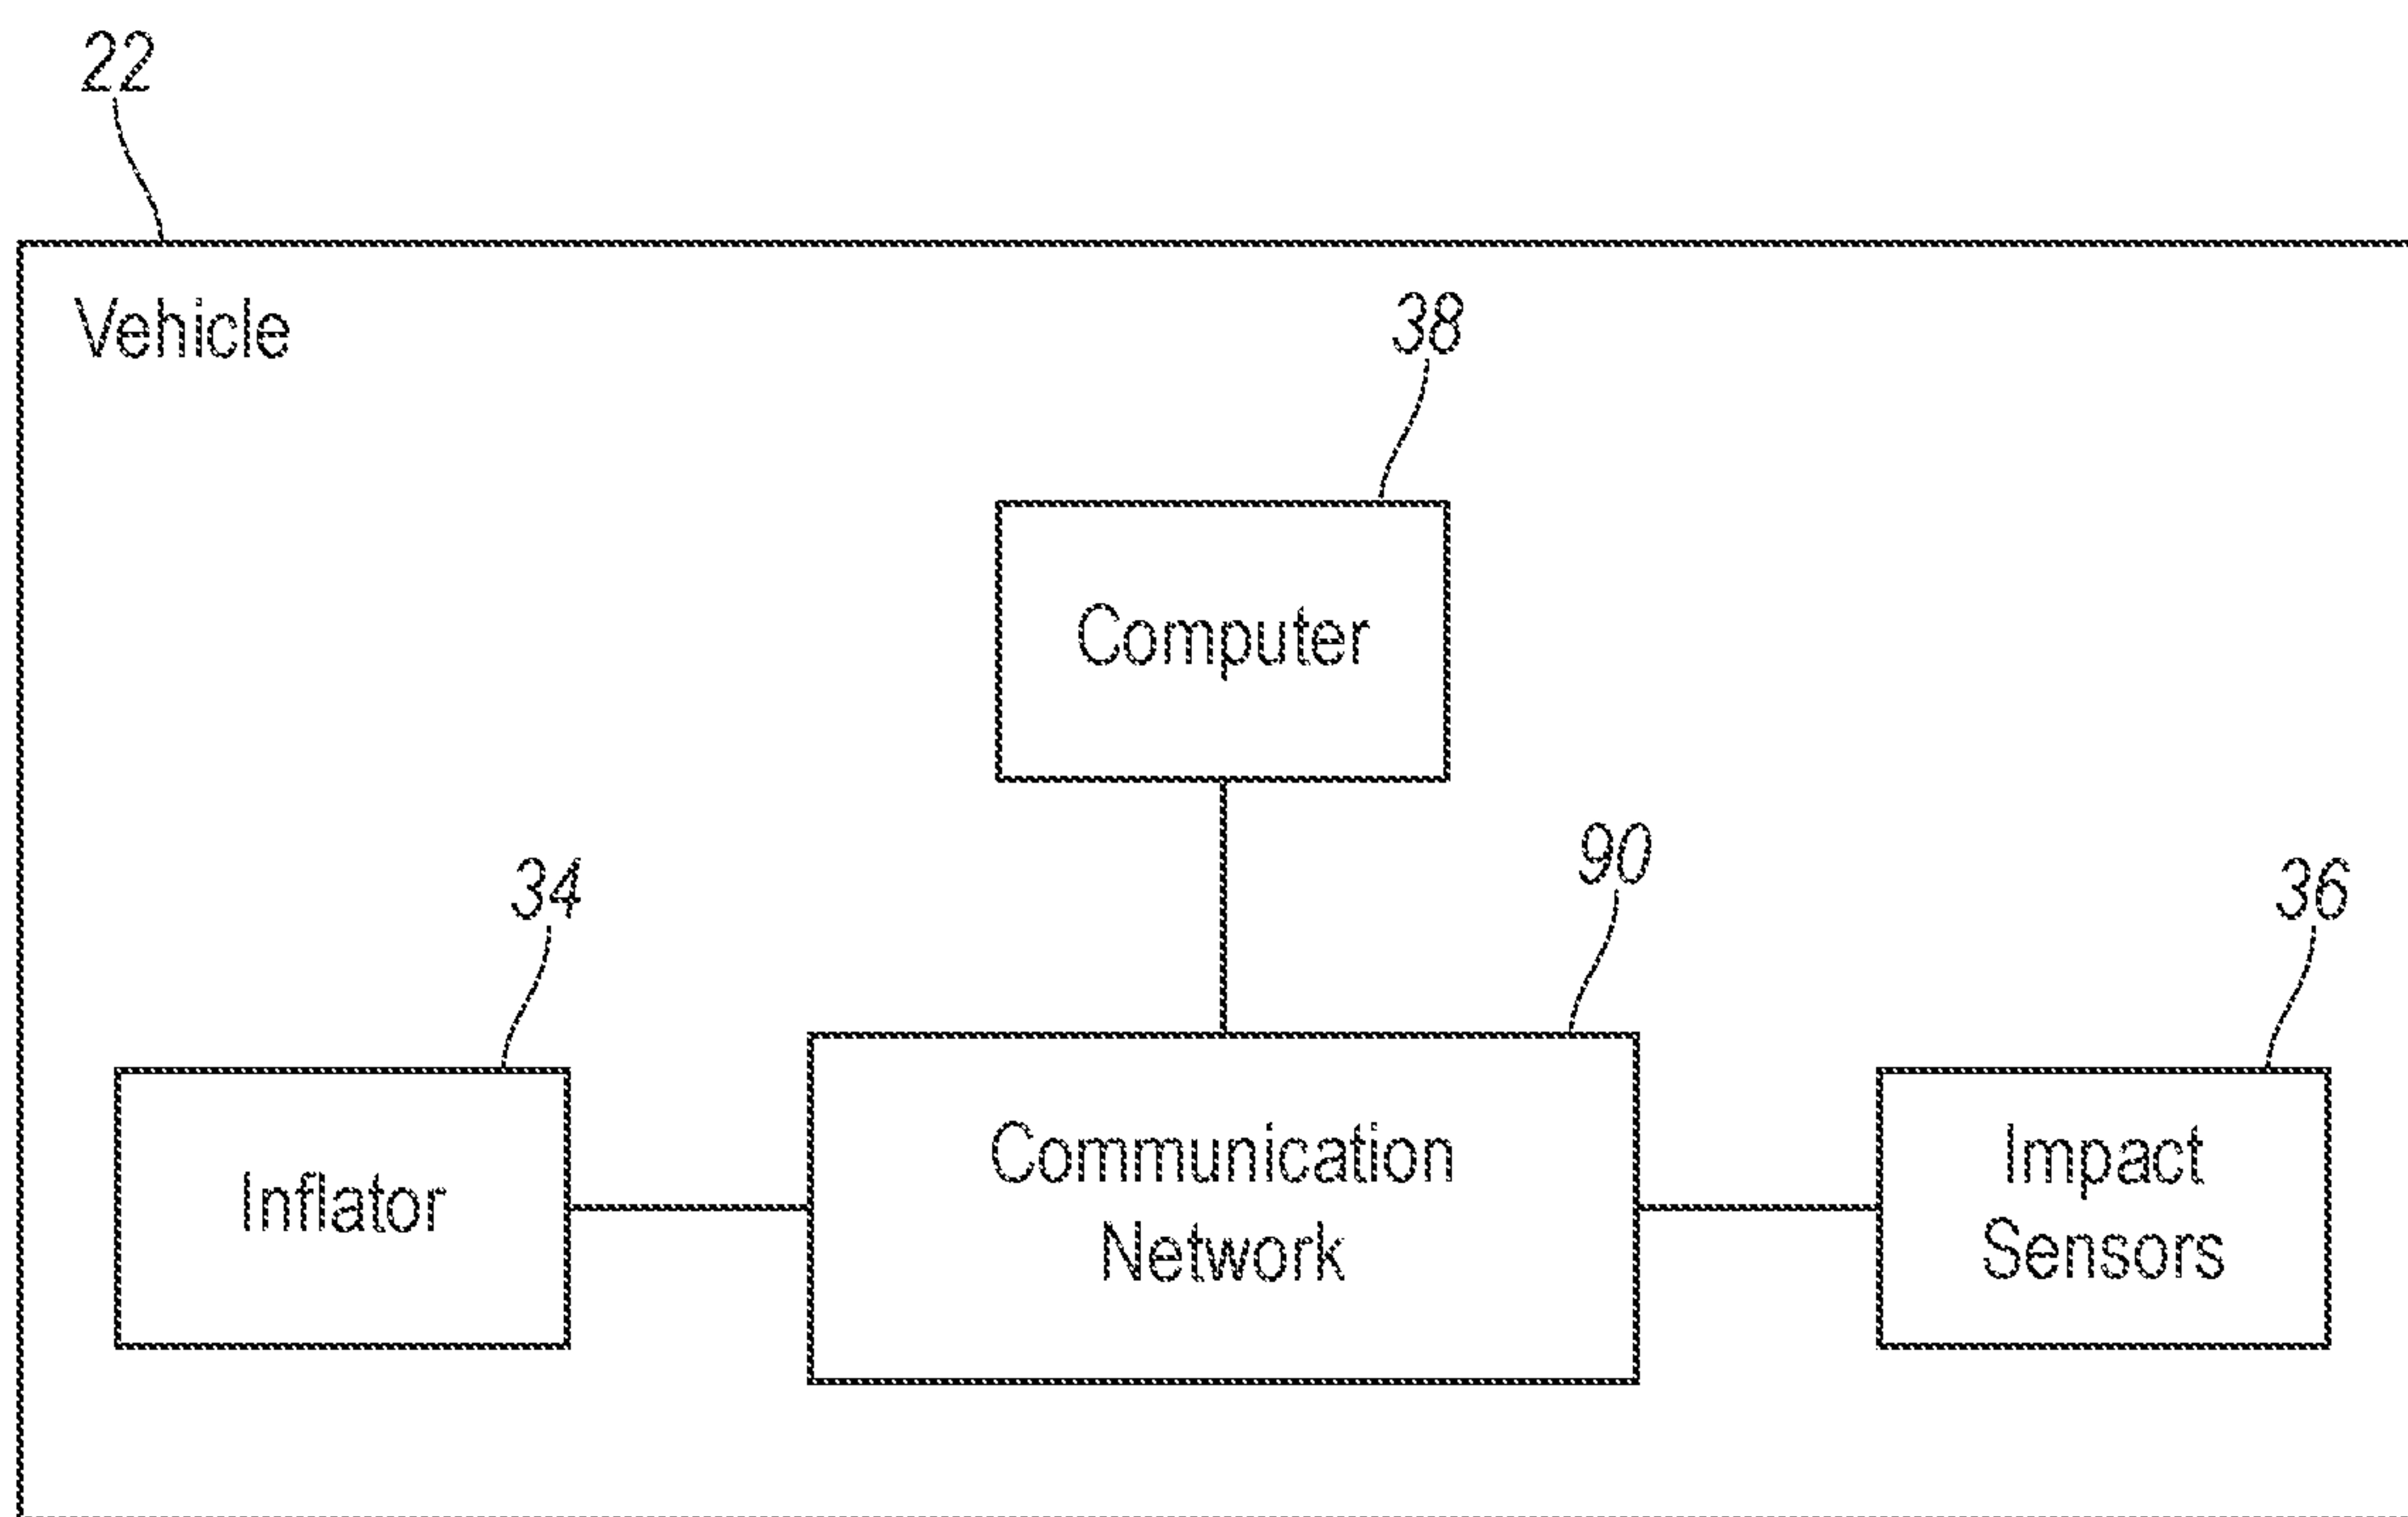 22
Vehicle
38
Computer
34
90
36
Inflator
Communication
Network
Impact
Sensors